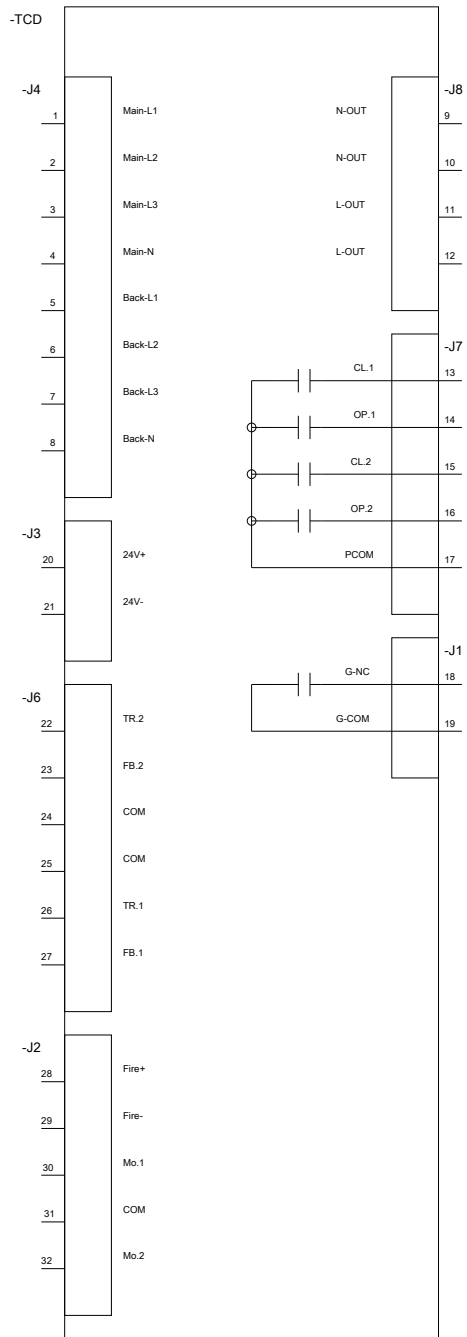 -TCD
-J4
1 Main-L1
2 Main-L2
3 Main-L3
4 Main-N
5 Back-L1
6 Back-L2
7 Back-L3
8 Back-N
-J3
20 24V+
21 24V-
-J6
22 TR.2
23 FB.2
24 COM
25 COM
26 TR.1
27 FB.1
-J2
28 Fire+
29 Fire-
30 Mo.1
31 COM
32 Mo.2
-J8
N-OUT 9
N-OUT 10
L-OUT 11
L-OUT 12
-J7
CL.1 13
OP.1 14
CL.2 15
OP.2 16
PCOM 17
-J1
G-NC 18
G-COM 19